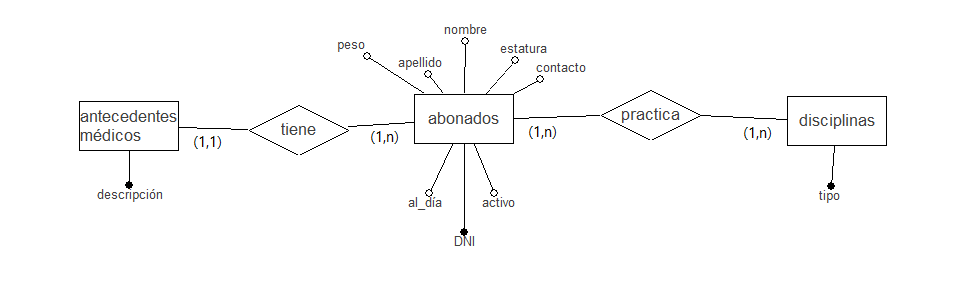 nombre
peso
estatura
apellido
contacto
antecedentes
médicos
(1,1)
tiene
(1,n)
abonados
(1,n)
practica
(1,n)
disciplinas
descripción
al_día
activo
tipo
DNI